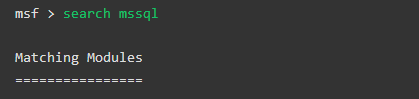 msf > search mssql
Matching Modules
================